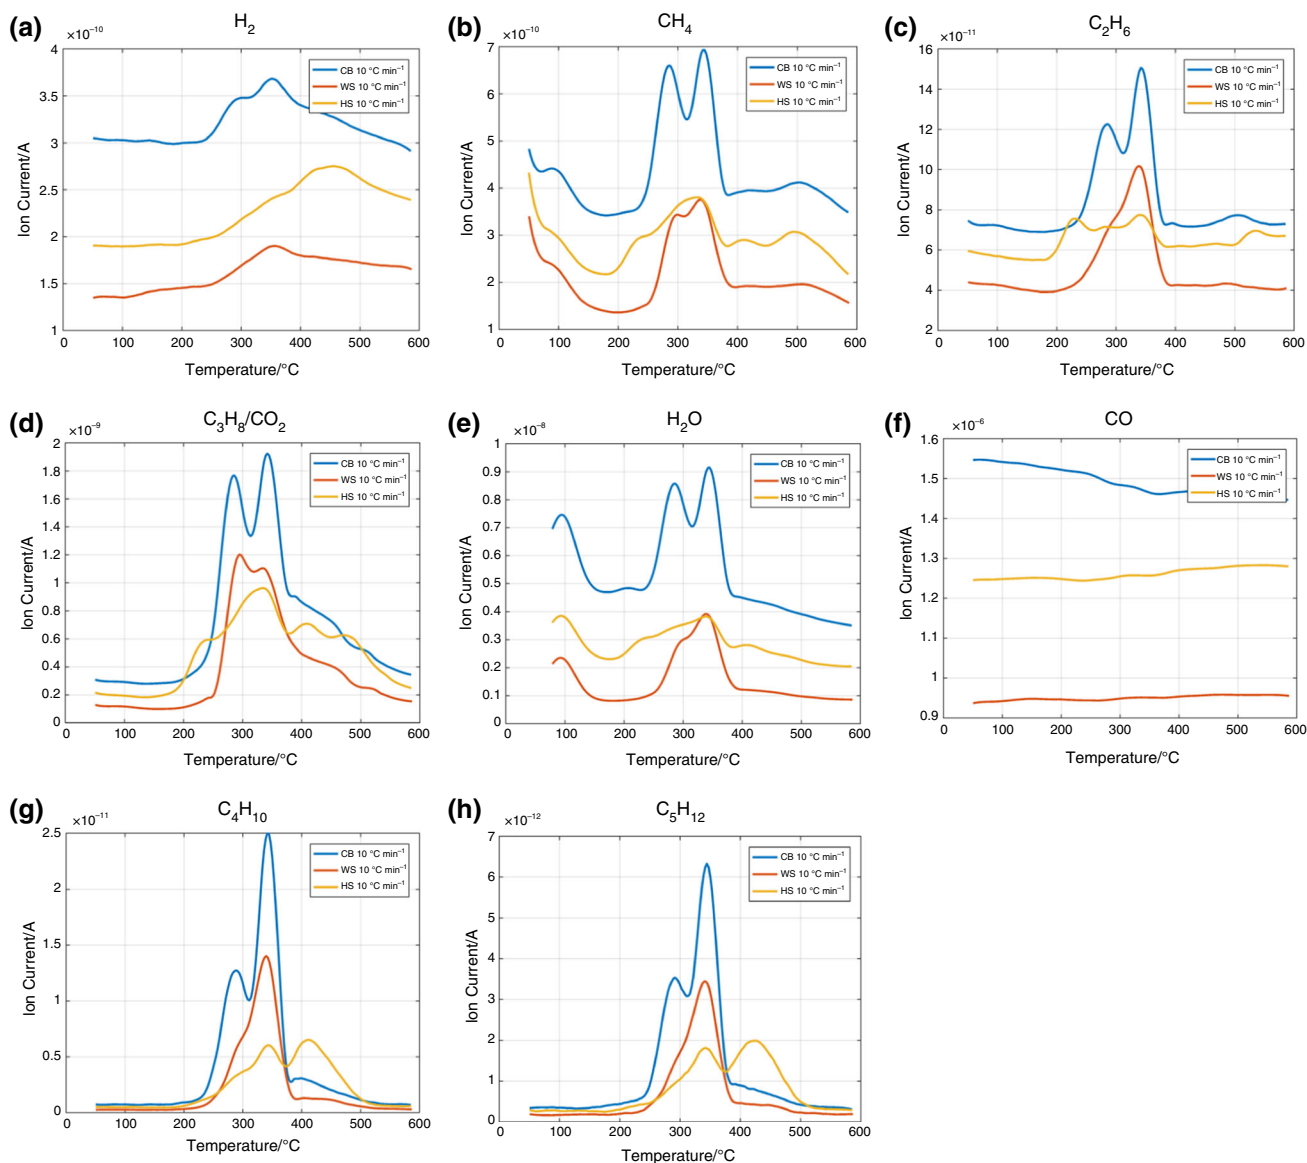 (a)
H2
×10⁻¹⁰
4
3.5
3
2.5
2
1.5
1
Ion Current/A
CB 10 °C min⁻¹
WS 10 °C min⁻¹
HS 10 °C min⁻¹
0 100 200 300 400 500 600
Temperature/°C
(b)
CH4
×10⁻¹⁰
7
6
5
4
3
2
1
Ion Current/A
CB 10 °C min⁻¹
WS 10 °C min⁻¹
HS 10 °C min⁻¹
0 100 200 300 400 500 600
Temperature/°C
(c)
C2H6
×10⁻¹¹
16
14
12
10
8
6
4
2
Ion Current/A
CB 10 °C min⁻¹
WS 10 °C min⁻¹
HS 10 °C min⁻¹
0 100 200 300 400 500 600
Temperature/°C
(d)
C3H8/CO2
×10⁻⁹
2
1.8
1.6
1.4
1.2
1
0.8
0.6
0.4
0.2
0
Ion Current/A
CB 10 °C min⁻¹
WS 10 °C min⁻¹
HS 10 °C min⁻¹
0 100 200 300 400 500 600
Temperature/°C
(e)
H2O
×10⁻⁸
1
0.9
0.8
0.7
0.6
0.5
0.4
0.3
0.2
0.1
0
Ion Current/A
CB 10 °C min⁻¹
WS 10 °C min⁻¹
HS 10 °C min⁻¹
0 100 200 300 400 500 600
Temperature/°C
(f)
CO
×10⁻⁶
1.6
1.5
1.4
1.3
1.2
1.1
1
0.9
Ion Current/A
CB 10 °C min⁻¹
WS 10 °C min⁻¹
HS 10 °C min⁻¹
0 100 200 300 400 500 600
Temperature/°C
(g)
C4H10
×10⁻¹¹
2.5
2
1.5
1
0.5
0
Ion Current/A
CB 10 °C min⁻¹
WS 10 °C min⁻¹
HS 10 °C min⁻¹
0 100 200 300 400 500 600
Temperature/°C
(h)
C5H12
×10⁻¹²
7
6
5
4
3
2
1
0
Ion Current/A
CB 10 °C min⁻¹
WS 10 °C min⁻¹
HS 10 °C min⁻¹
0 100 200 300 400 500 600
Temperature/°C